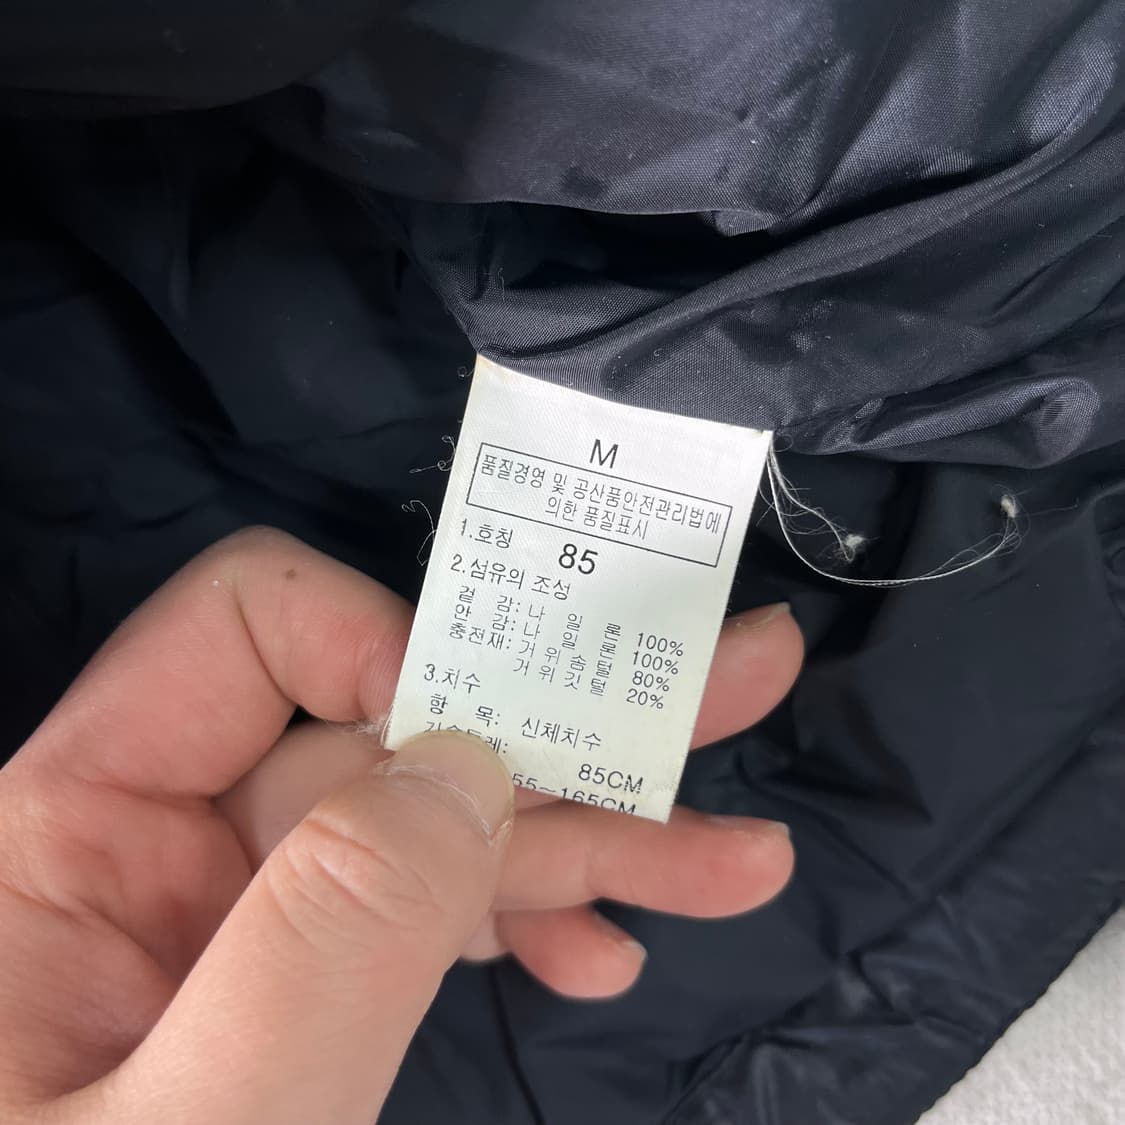 M
품질경영 및 공산품안전관리법에
의한 품질표시
1.호칭 85
2.섬유의 조성
겉 감: 나 일 론 100%
안 감: 나 일 론 100%
충전재: 거 위 솜 털 80%
거 위 깃 털 20%
3.치수
항 목: 신체치수
85CM
55~165CM